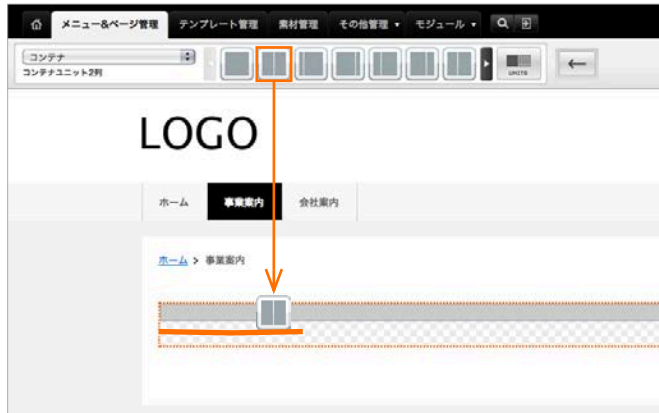 メニュー&ページ管理 テンプレート管理 素材管理 その他管理 モジュール
コンテナ
コンテナユニット2列
UNITS
LOGO
ホーム 事業案内 会社案内
ホーム > 事業案内